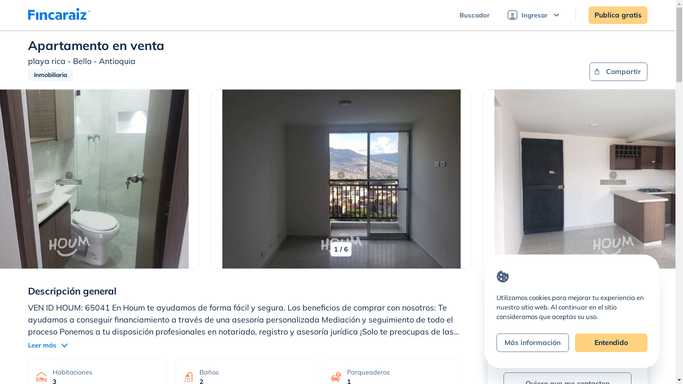 Fincaraiz
Buscador
Ingresar
Publica gratis
Apartamento en venta
playa rica - Bello - Antioquia
Inmobiliaria
Compartir
HOUM
HOUM
HOUM
1 / 6
Descripción general
VEN ID HOUM: 65041 En Houm te ayudamos de forma fácil y segura. Los beneficios de comprar con nosotros: Te
ayudamos a conseguir financiamiento a través de una asesoría personalizada Mediación y seguimiento de todo el
proceso Ponemos a tu disposición profesionales en notariado, registro y asesoría jurídica ¡Solo te preocupas de las...
Leer más
Habitaciones
3
Baños
2
Parqueaderos
1
Utilizamos cookies para mejorar tu experiencia en
nuestro sitio web. Al continuar en el sitio
consideramos que aceptas su uso.
Más información
Entendido
Quiero que me contacten